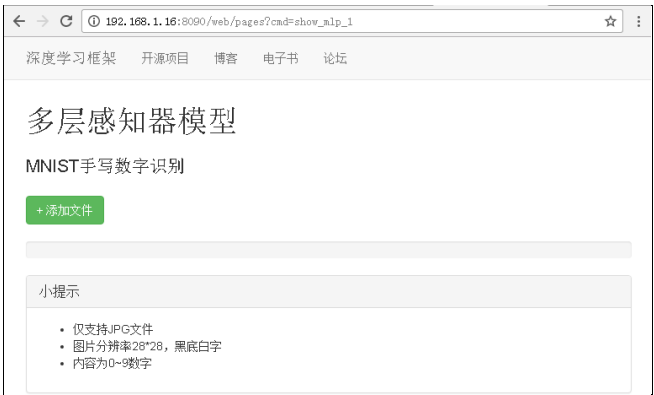 192.168.1.16:8090/web/pages?cmd=show_mlp_1
深度学习框架 开源项目 博客 电子书 论坛
多层感知器模型
MNIST手写数字识别
+ 添加文件
小提示
• 仅支持JPG文件
• 图片分辨率28*28，黑底白字
• 内容为0~9数字